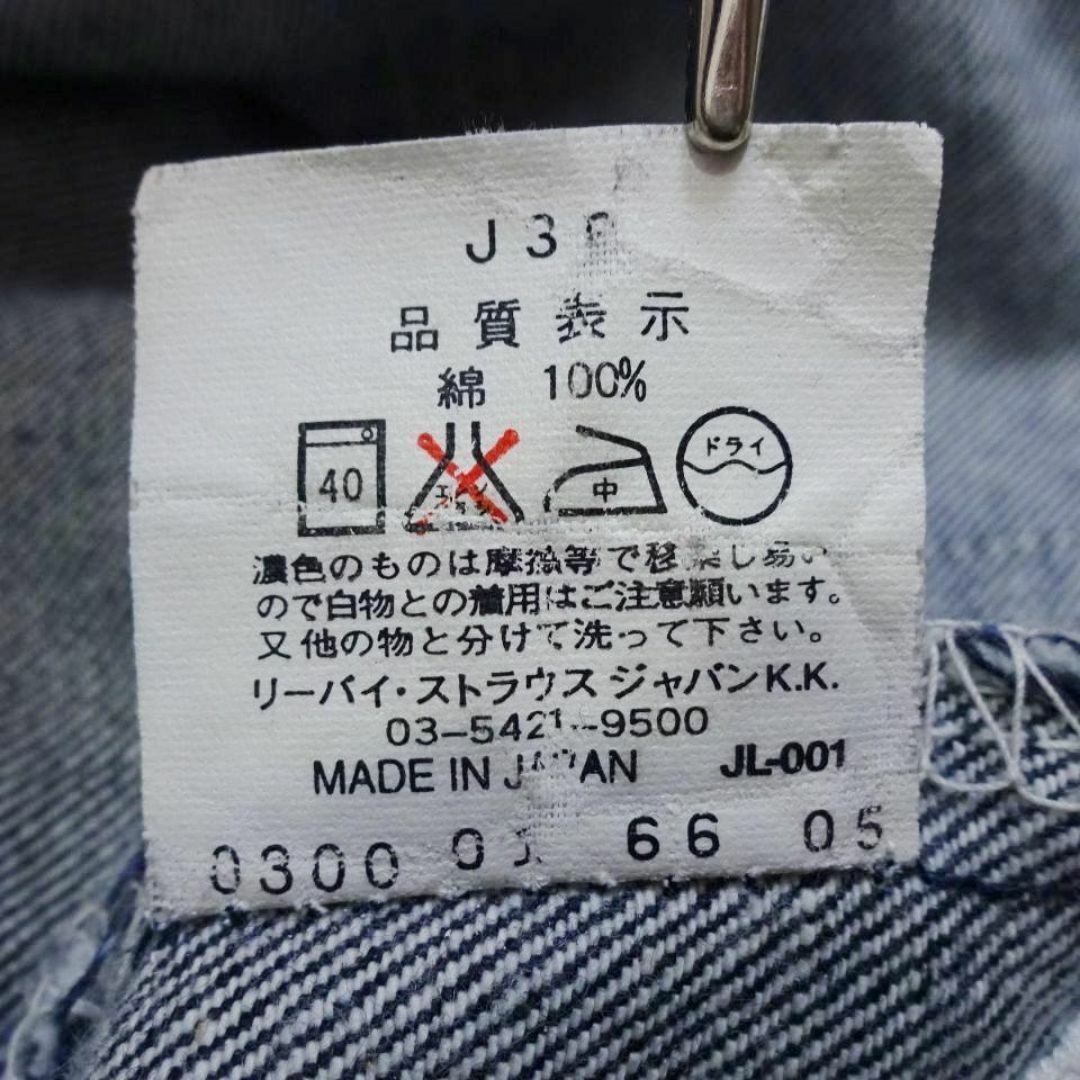 品質表示
綿 100%
40 中 ドライ
濃色のものは摩擦等で移染し易い
ので白物との着用はご注意願います。
又他の物と分けて洗って下さい。
リーバイ・ストラウス ジャパンK.K.
03-5421-9500
MADE IN JAPAN JL-001
0300 01 66 05